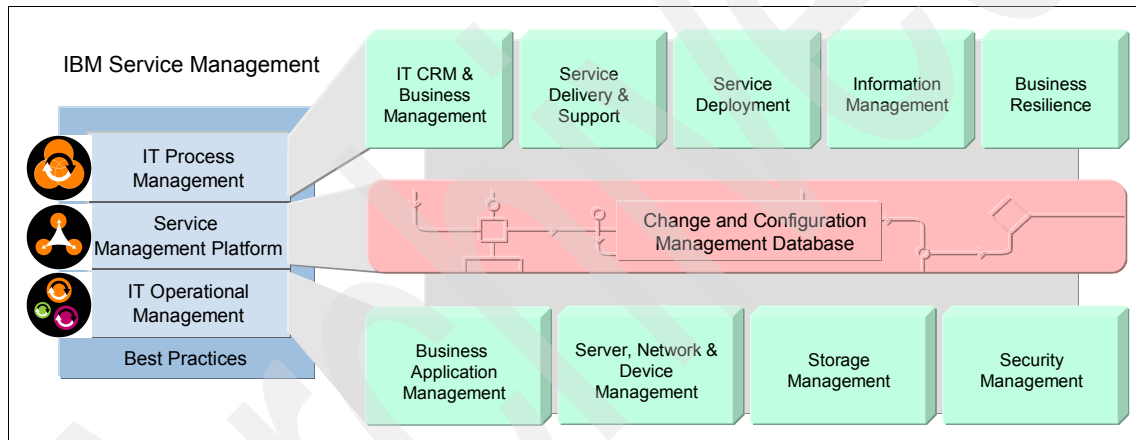 IBM Service Management
IT Process
Management
Service
Management Platform
IT Operational
Management
Best Practices
IT CRM &
Business
Management
Service
Delivery &
Support
Service
Deployment
Information
Management
Business
Resilience
Change and Configuration
Management Database
Business
Application
Management
Server, Network &
Device
Management
Storage
Management
Security
Management